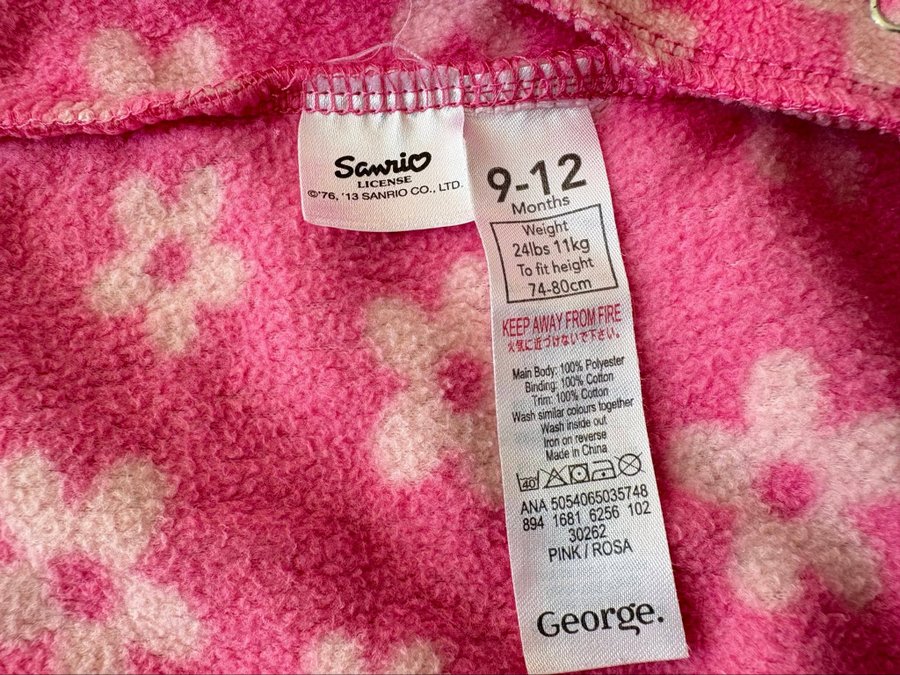 Sanrio
LICENSE
©'76, '13 SANRIO CO., LTD.
9-12
Months
Weight
24lbs 11kg
To fit height
74-80cm
KEEP AWAY FROM FIRE
火気に近づけないで下さい。
Main Body: 100% Polyester
Binding: 100% Cotton
Trim: 100% Cotton
Wash similar colours together
Wash inside out
Iron on reverse
Made in China
40°
ANA 5054065035748
894 1681 6256 102
30262
PINK / ROSA
George.